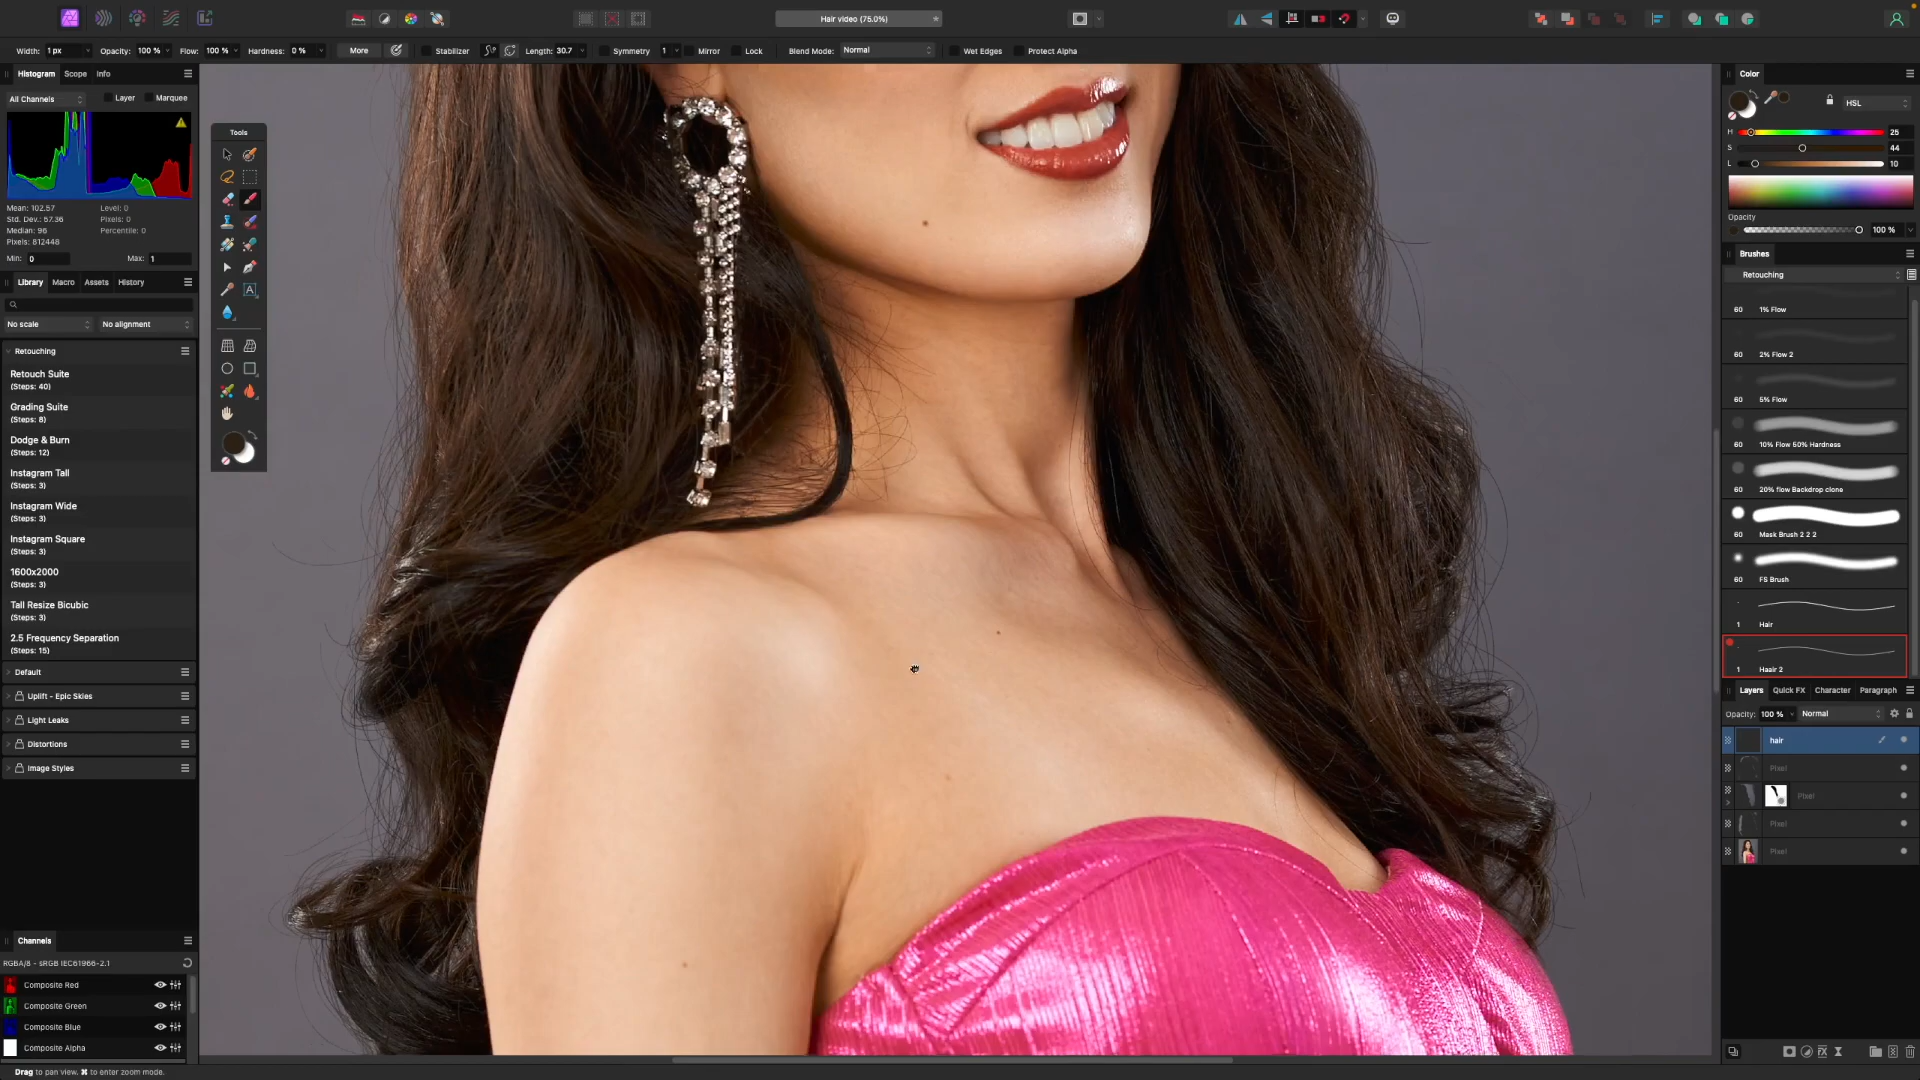 Hair video (75.0%)
Width: 1 px Opacity: 100 % Flow: 100 % Hardness: 0 % More Stabilizer Length: 30.7 Symmetry 1 Mirror Lock Blend Mode: Normal Wet Edges Protect Alpha
Histogram Scope Info
All Channels Layer Marquee
Mean: 102.57 Level: 0
Std. Dev.: 57.36 Pixels: 0
Median: 96 Percentile: 0
Pixels: 812448
Min: 0 Max: 1
Library Macro Assets History
No scale No alignment
Retouching
Retouch Suite
(Steps: 40)
Grading Suite
(Steps: 8)
Dodge & Burn
(Steps: 12)
Instagram Tall
(Steps: 3)
Instagram Wide
(Steps: 3)
Instagram Square
(Steps: 3)
1600x2000
(Steps: 3)
Tall Resize Bicubic
(Steps: 3)
2.5 Frequency Separation
(Steps: 15)
Default
Uplift - Epic Skies
Light Leaks
Distortions
Image Styles
Channels
RGBA/8 - sRGB IEC61966-2.1
Composite Red
Composite Green
Composite Blue
Composite Alpha
Drag to pan view. ⌘ to enter zoom mode.
Tools
A
Color
HSL
H 25
S 44
L 10
Opacity
100 %
Brushes
Retouching
60 1% Flow
60 2% Flow 2
60 5% Flow
60 10% Flow 50% Hardness
60 20% flow Backdrop clone
60 Mask Brush 2 2 2
60 FS Brush
1 Hair
1 Haair 2
Layers Quick FX Character Paragraph
Opacity: 100 % Normal
hair
Pixel
Pixel
Pixel
Pixel